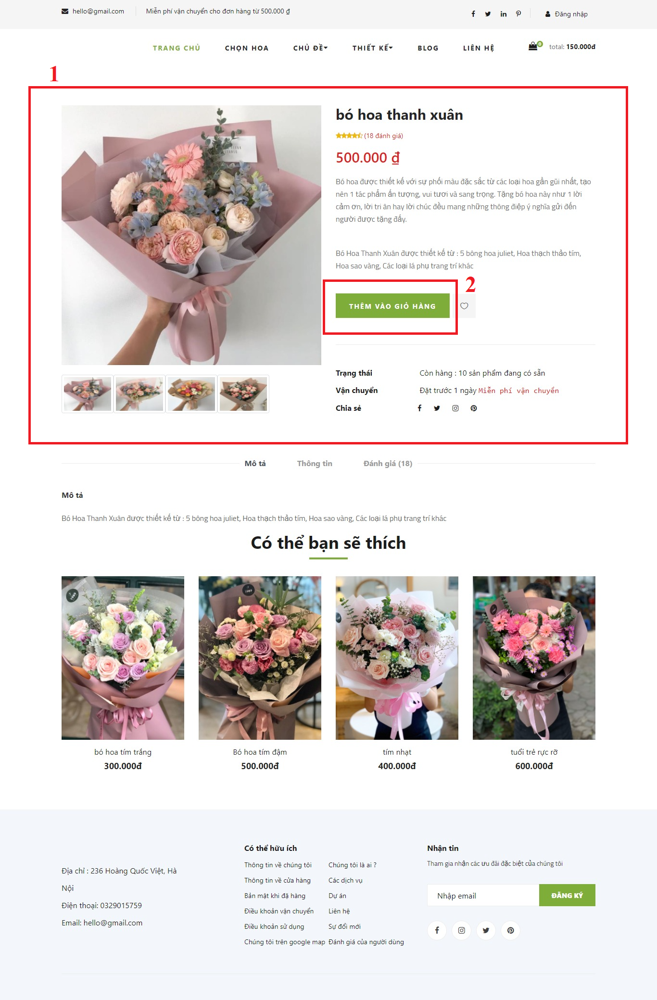 hello@gmail.com
Miễn phí vận chuyển cho đơn hàng từ 500.000 ₫
Đăng nhập
TRANG CHỦ
CHỌN HOA
CHỦ ĐỀ
THIẾT KẾ
BLOG
LIÊN HỆ
0
total: 150.000đ
1
bó hoa thanh xuân
(18 đánh giá)
500.000 ₫
Bó hoa được thiết kế với sự phối màu đặc sắc từ các loại hoa gần gũi nhất, tạo
nên 1 tác phẩm ấn tượng, vui tươi và sang trọng. Tặng bó hoa này như 1 lời
cảm ơn, lời tri ân hay lời chúc đều mang những thông điệp ý nghĩa gửi đến
người được tặng đấy.
Bó Hoa Thanh Xuân được thiết kế từ : 5 bông hoa juliet, Hoa thạch thảo tím,
Hoa sao vàng, Các loại lá phụ trang trí khác
2
THÊM VÀO GIỎ HÀNG
Trạng thái
Còn hàng : 10 sản phẩm đang có sẵn
Vận chuyển
Đặt trước 1 ngày Miễn phí vận chuyển
Chia sẻ
Mô tả
Thông tin
Đánh giá (18)
Mô tả
Bó Hoa Thanh Xuân được thiết kế từ : 5 bông hoa juliet, Hoa thạch thảo tím, Hoa sao vàng, Các loại lá phụ trang trí khác
Có thể bạn sẽ thích
1989
1989
bó hoa tím trắng
300.000đ
Bó hoa tím đậm
500.000đ
tím nhạt
400.000đ
tuổi trẻ rực rỡ
600.000đ
Địa chỉ : 236 Hoàng Quốc Việt, Hà
Nội
Điện thoại: 0329015759
Email: hello@gmail.com
Có thể hữu ích
Thông tin về chúng tôi
Thông tin về cửa hàng
Bản mật khi đặ hàng
Điều khoản vận chuyển
Điều khoản sử dụng
Chúng tôi trên google map
Chúng tôi là ai ?
Các dịch vụ
Dự án
Liên hệ
Sự đổi mới
Đánh giá của người dùng
Nhận tin
Tham gia nhận các ưu đãi đặc biệt của chúng tôi
Nhập email
ĐĂNG KÝ